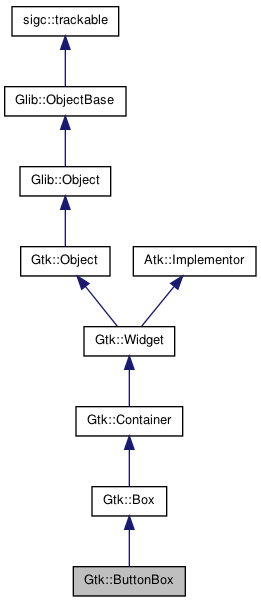 sigc::trackable
Glib::ObjectBase
Glib::Object
Gtk::Object
Atk::Implementor
Gtk::Widget
Gtk::Container
Gtk::Box
Gtk::ButtonBox